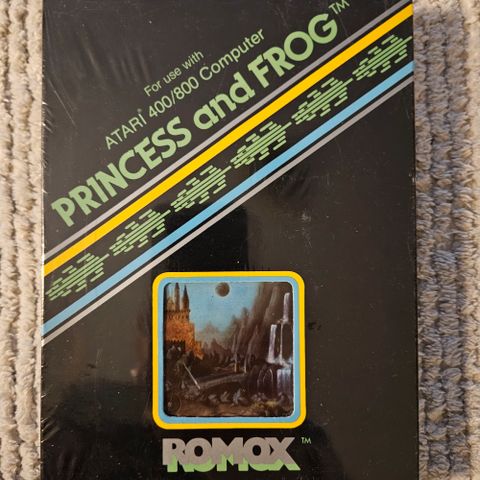 For use with
ATARI® 400/800 Computer
PRINCESS and FROG™
ROMOX™